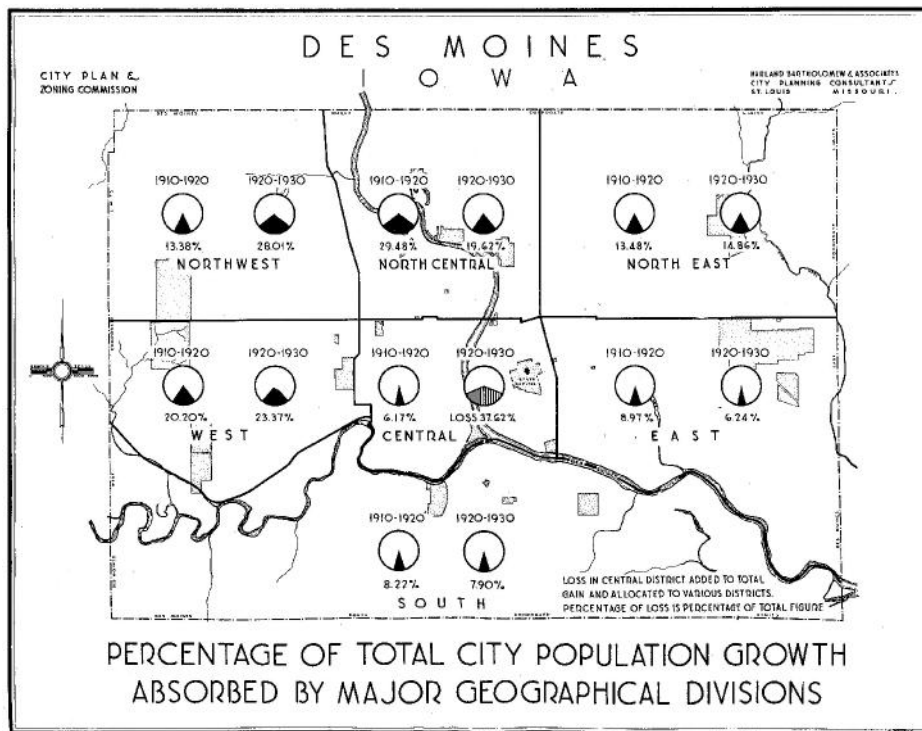 DES MOINES
IOWA
CITY PLAN &
ZONING COMMISSION
HARLAND BARTHOLOMEW & ASSOCIATES
CITY PLANNING CONSULTANTS
ST. LOUIS MISSOURI.
DES MOINES
1910-1920 1920-1930
13.38% 28.01%
NORTHWEST
1910-1920 1920-1930
29.48% 19.62%
NORTH CENTRAL
1910-1920 1920-1930
13.48% 14.86%
NORTH EAST
1910-1920 1920-1930
20.20% 23.37%
WEST
1910-1920 1920-1930
6.17% LOSS 37.62%
CENTRAL
1910-1920 1920-1930
8.97% 6.24%
EAST
1910-1920 1920-1930
8.27% 7.90%
SOUTH
LOSS IN CENTRAL DISTRICT ADDED TO TOTAL
GAIN AND ALLOCATED TO VARIOUS DISTRICTS.
PERCENTAGE OF LOSS IS PERCENTAGE OF TOTAL FIGURE
DES MOINES
PERCENTAGE OF TOTAL CITY POPULATION GROWTH
ABSORBED BY MAJOR GEOGRAPHICAL DIVISIONS